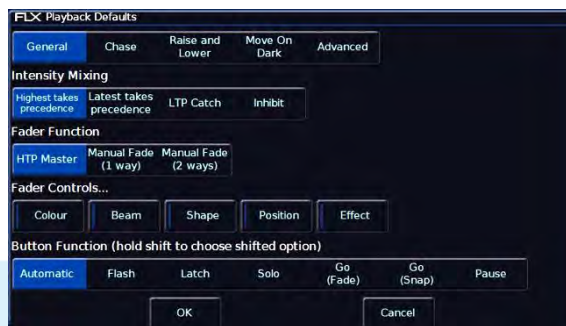 FLX Playback Defaults
General Chase Raise and Lower Move On Dark Advanced
Intensity Mixing
Highest takes precedence Latest takes precedence LTP Catch Inhibit
Fader Function
HTP Master Manual Fade (1 way) Manual Fade (2 ways)
Fader Controls...
Colour Beam Shape Position Effect
Button Function (hold shift to choose shifted option)
Automatic Flash Latch Solo Go (Fade) Go (Snap) Pause
OK Cancel